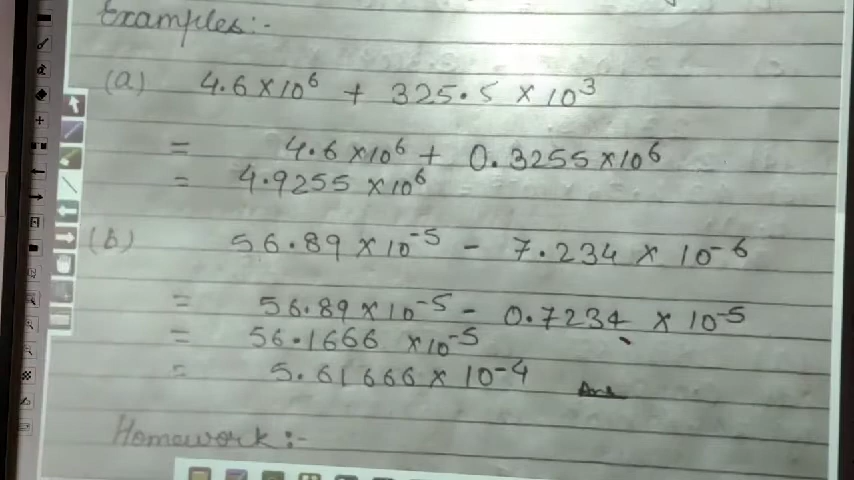 Examples:-
(a) 4.6 × 10⁶ + 325.5 × 10³
= 4.6 × 10⁶ + 0.3255 × 10⁶
= 4.9255 × 10⁶
(b) 56.89 × 10⁻⁵ - 7.234 × 10⁻⁶
= 56.89 × 10⁻⁵ - 0.7234 × 10⁻⁵
= 56.1666 × 10⁻⁵
= 5.61666 × 10⁻⁴ Ans
Homework:-